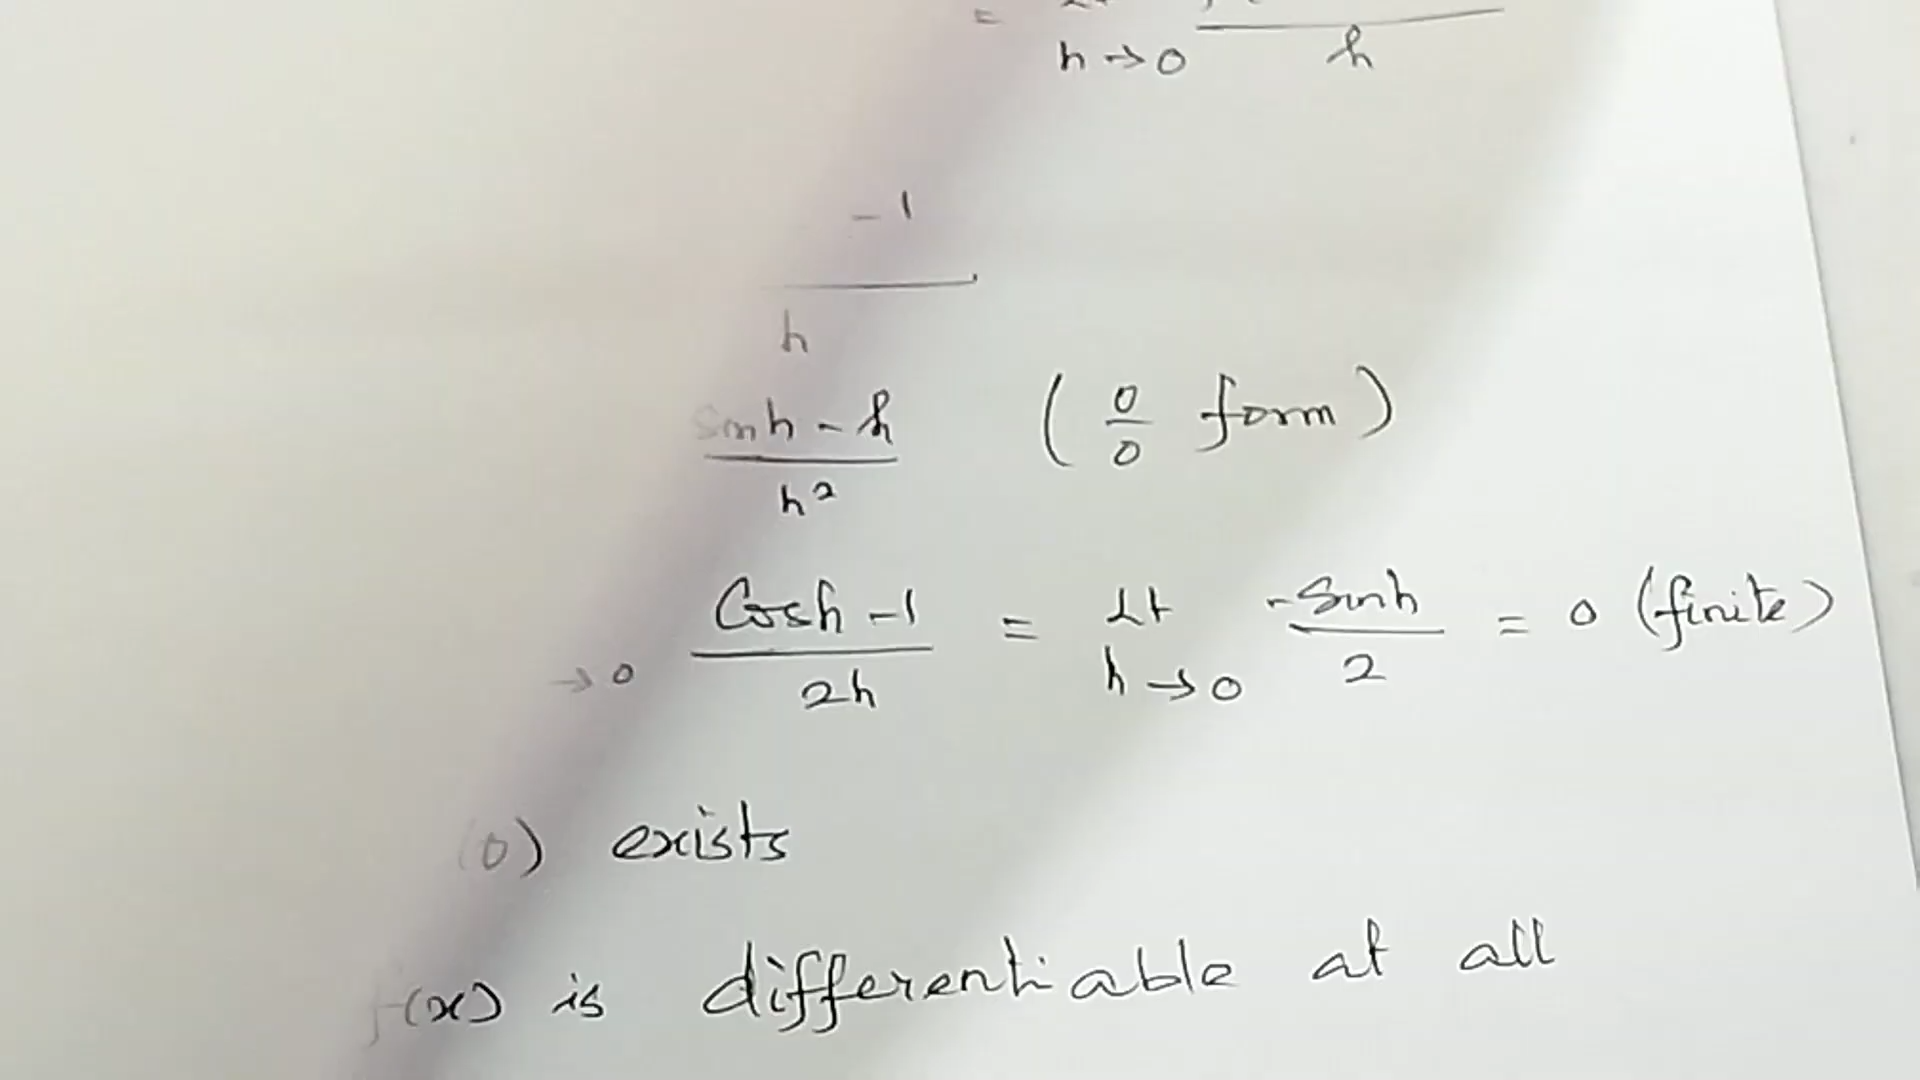 = h→0 h
-1
h
Sinh - h
h² (0/0 form)
→0 Cosh - 1 / 2h = Lt h→0 -Sinh / 2 = 0 (finite)
(0) exists
f(x) is differentiable at all